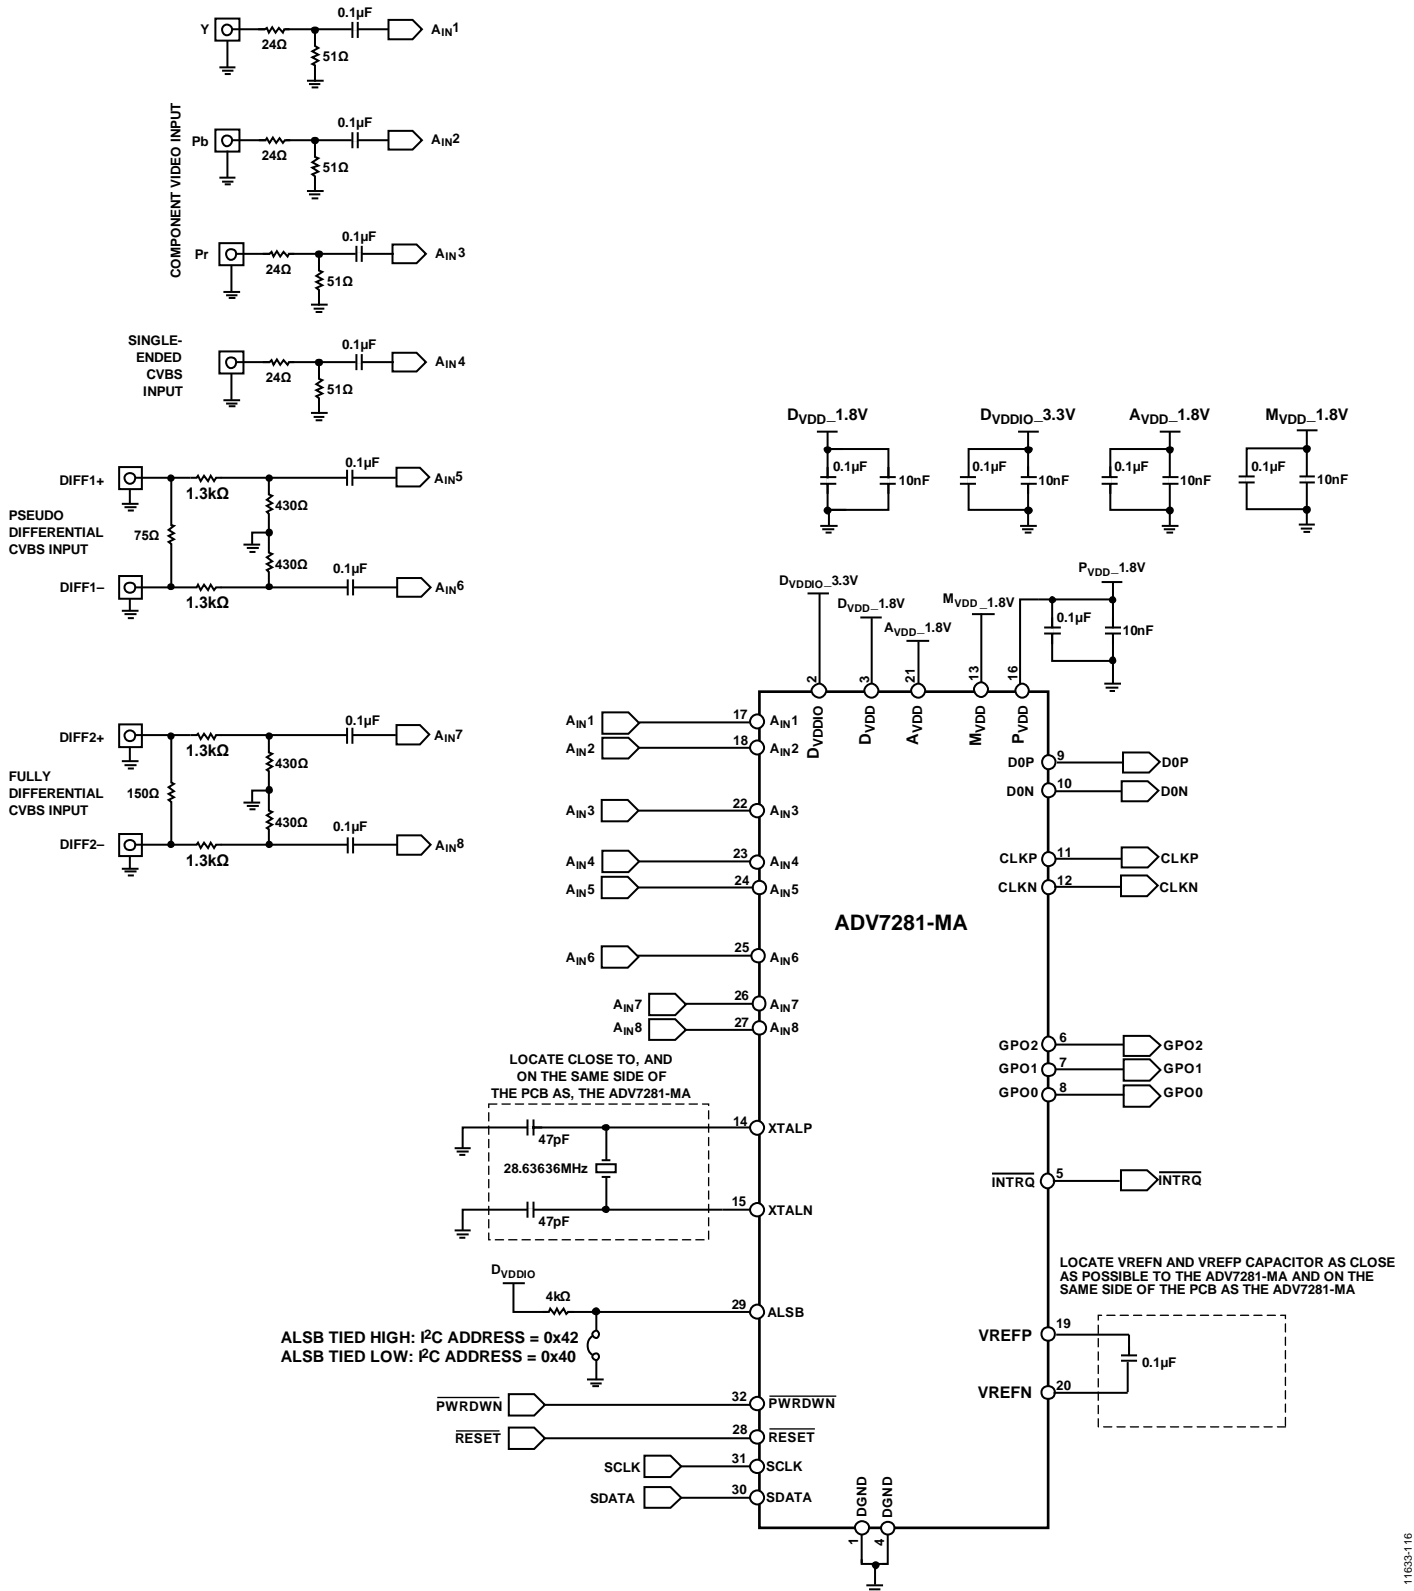 Y
24Ω
0.1µF
51Ω
AIN1
COMPONENT VIDEO INPUT
Pb
24Ω
0.1µF
51Ω
AIN2
Pr
24Ω
0.1µF
51Ω
AIN3
SINGLE-
ENDED
CVBS
INPUT
24Ω
0.1µF
51Ω
AIN4
DIFF1+
1.3kΩ
0.1µF
AIN5
PSEUDO
DIFFERENTIAL
CVBS INPUT
75Ω
430Ω
430Ω
DIFF1–
1.3kΩ
0.1µF
AIN6
DIFF2+
1.3kΩ
0.1µF
AIN7
FULLY
DIFFERENTIAL
CVBS INPUT
150Ω
430Ω
430Ω
DIFF2–
1.3kΩ
0.1µF
AIN8
DVDD_1.8V
0.1µF
10nF
DVDDIO_3.3V
0.1µF
10nF
AVDD_1.8V
0.1µF
10nF
MVDD_1.8V
0.1µF
10nF
DVDDIO_3.3V
DVDD_1.8V
AVDD_1.8V
MVDD_1.8V
PVDD_1.8V
0.1µF
10nF
2
3
21
13
16
DVDDIO
DVDD
AVDD
MVDD
PVDD
AIN1 17 AIN1
AIN2 18 AIN2
AIN3 22 AIN3
AIN4 23 AIN4
AIN5 24 AIN5
AIN6 25 AIN6
AIN7 26 AIN7
AIN8 27 AIN8
ADV7281-MA
D0P 9 D0P
D0N 10 D0N
CLKP 11 CLKP
CLKN 12 CLKN
GPO2 6 GPO2
GPO1 7 GPO1
GPO0 8 GPO0
INTRQ 5 INTRQ
LOCATE CLOSE TO, AND
ON THE SAME SIDE OF
THE PCB AS, THE ADV7281-MA
47pF
14 XTALP
28.63636MHz
47pF
15 XTALN
DVDDIO
4kΩ
29 ALSB
ALSB TIED HIGH: I2C ADDRESS = 0x42
ALSB TIED LOW: I2C ADDRESS = 0x40
LOCATE VREFN AND VREFP CAPACITOR AS CLOSE
AS POSSIBLE TO THE ADV7281-MA AND ON THE
SAME SIDE OF THE PCB AS THE ADV7281-MA
VREFP 19
0.1µF
VREFN 20
PWRDWN 32 PWRDWN
RESET 28 RESET
SCLK 31 SCLK
SDATA 30 SDATA
DGND
DGND
1
4
11633-116